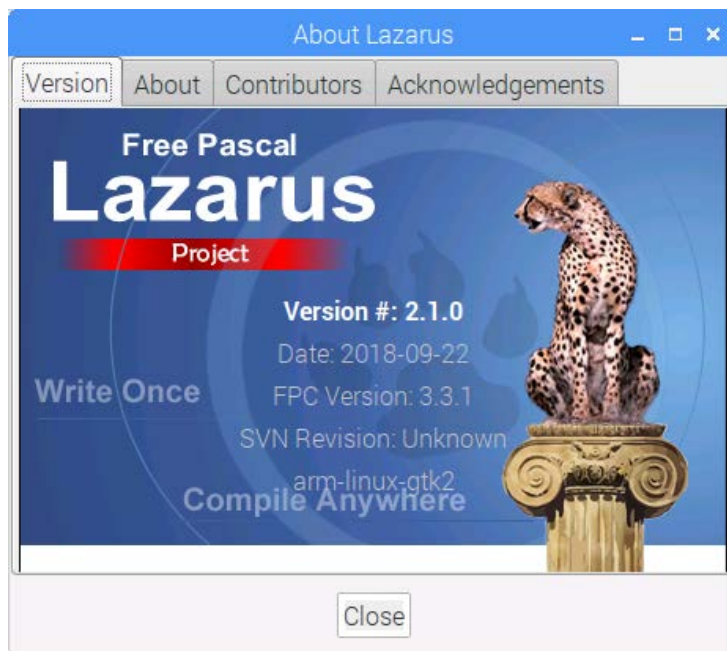 About Lazarus
Version About Contributors Acknowledgements
Free Pascal
Lazarus
Project
Version #: 2.1.0
Date: 2018-09-22
Write Once
FPC Version: 3.3.1
SVN Revision: Unknown
arm-linux-gtk2
Compile Anywhere
Close